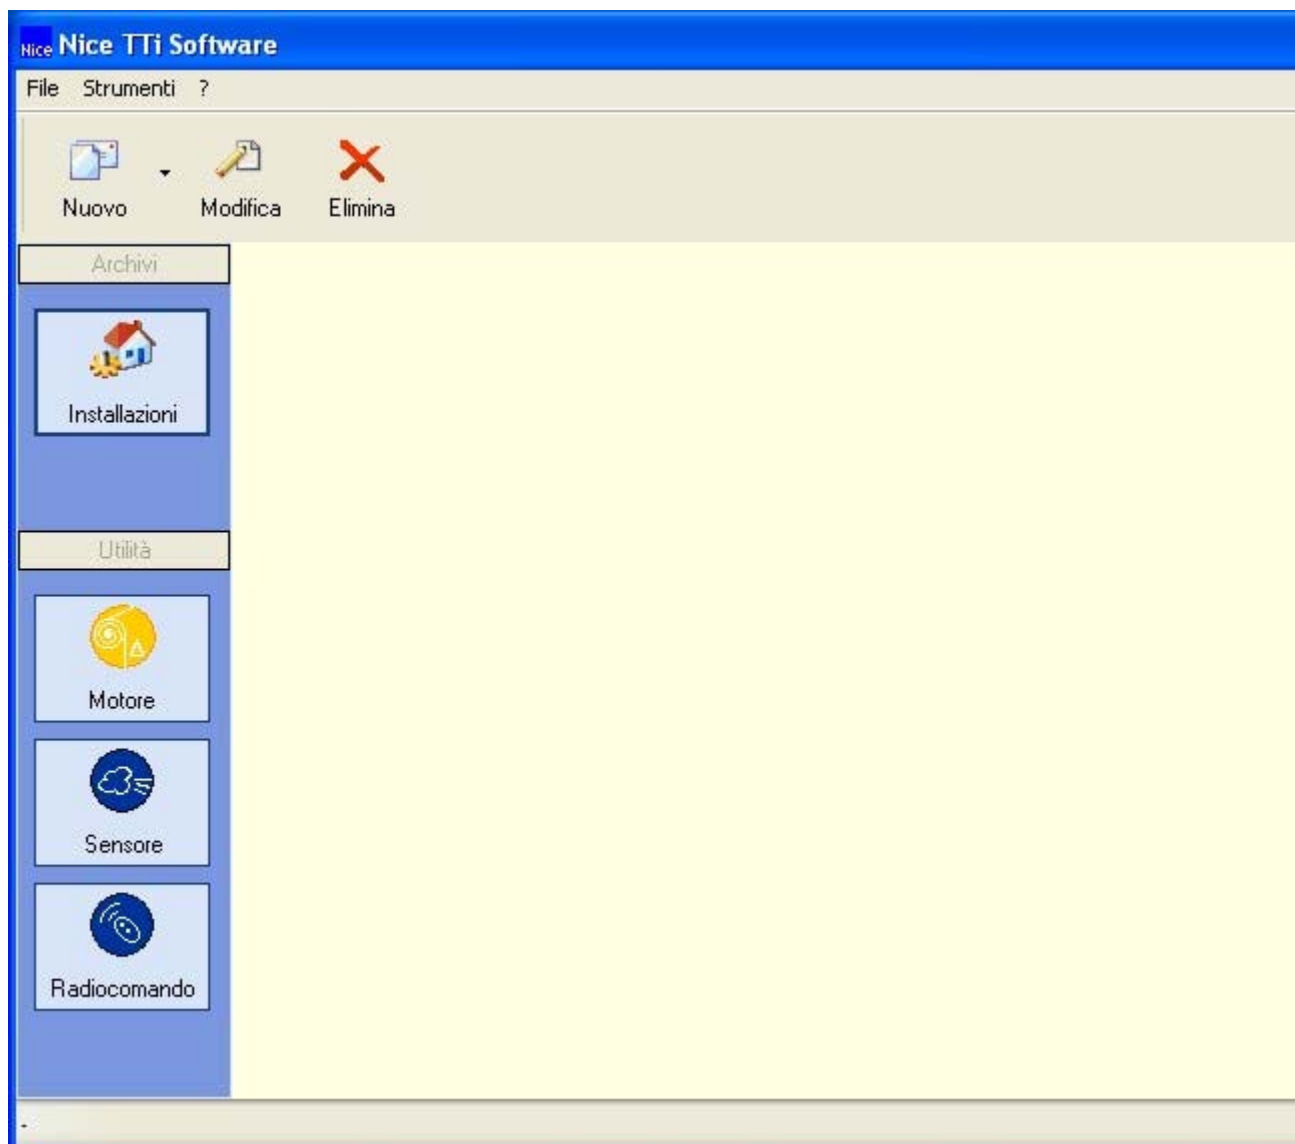 Nice Nice TTi Software
File Strumenti ?
Nuovo Modifica Elimina
Archivi
Installazioni
Utilità
Motore
Sensore
Radiocomando
-